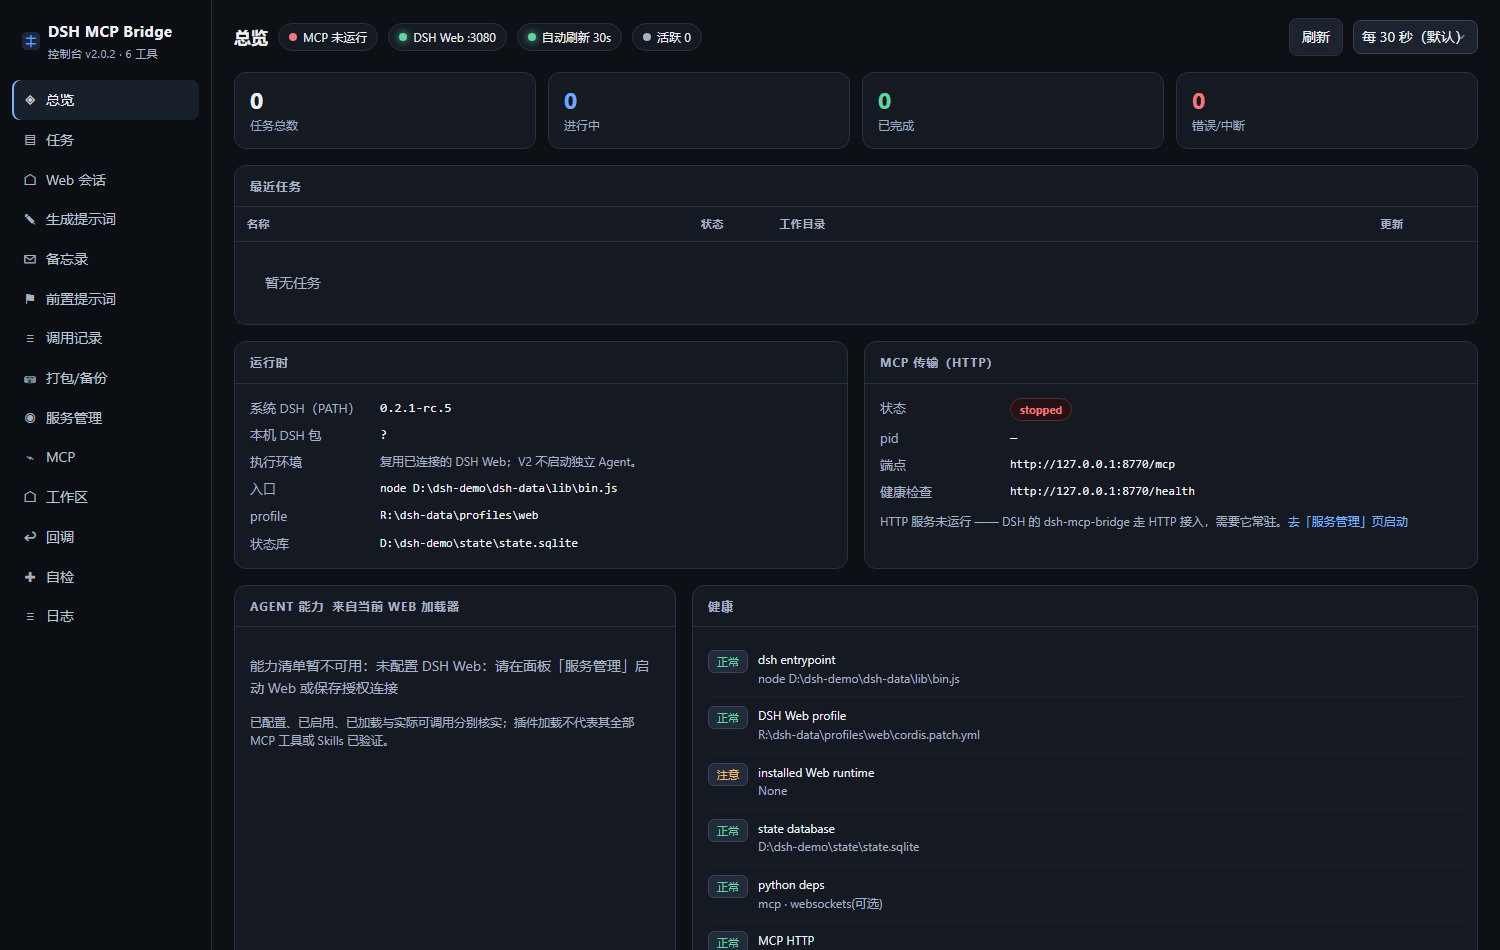 DSH MCP Bridge
控制台 v2.0.2 · 6 工具
总览
任务
Web 会话
生成提示词
备忘录
前置提示词
调用记录
打包/备份
服务管理
MCP
工作区
回调
自检
日志
总览
MCP 未运行
DSH Web :3080
自动刷新 30s
活跃 0
刷新
每 30 秒（默认）
0
任务总数
0
进行中
0
已完成
0
错误/中断
最近任务
名称 状态 工作目录 更新
暂无任务
运行时
系统 DSH（PATH） 0.2.1-rc.5
本机 DSH 包 ?
执行环境 复用已连接的 DSH Web；V2 不启动独立 Agent。
入口 node D:\dsh-demo\dsh-data\lib\bin.js
profile R:\dsh-data\profiles\web
状态库 D:\dsh-demo\state\state.sqlite
MCP 传输（HTTP）
状态 stopped
pid —
端点 http://127.0.0.1:8770/mcp
健康检查 http://127.0.0.1:8770/health
HTTP 服务未运行 —— DSH 的 dsh-mcp-bridge 走 HTTP 接入，需要它常驻。去「服务管理」页启动
AGENT 能力 来自当前 WEB 加载器
能力清单暂不可用：未配置 DSH Web：请在面板「服务管理」启
动 Web 或保存授权连接
已配置、已启用、已加载与实际可调用分别核实；插件加载不代表其全部
MCP 工具或 Skills 已验证。
健康
正常 dsh entrypoint
node D:\dsh-demo\dsh-data\lib\bin.js
正常 DSH Web profile
R:\dsh-data\profiles\web\cordis.patch.yml
注意 installed Web runtime
None
正常 state database
D:\dsh-demo\state\state.sqlite
正常 python deps
mcp · websockets(可选)
正常 MCP HTTP